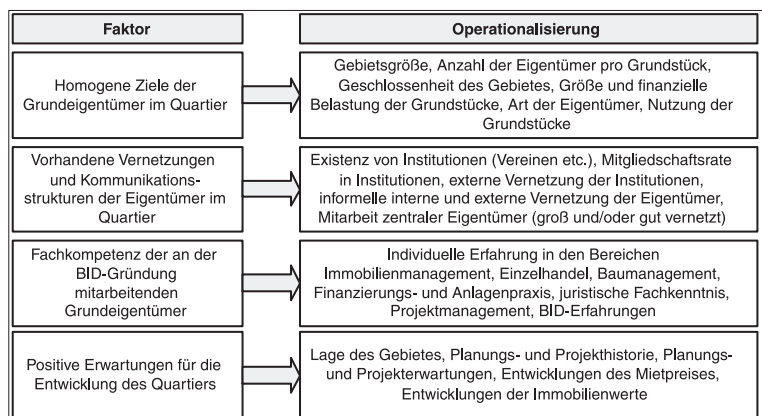 Faktor
Operationalisierung
Homogene Ziele der
Grundeigentümer im Quartier
Gebietsgröße, Anzahl der Eigentümer pro Grundstück,
Geschlossenheit des Gebietes, Größe und finanzielle
Belastung der Grundstücke, Art der Eigentümer, Nutzung der
Grundstücke
Vorhandene Vernetzungen
und Kommunikations-
strukturen der Eigentümer im
Quartier
Existenz von Institutionen (Vereinen etc.), Mitgliedschaftsrate
in Institutionen, externe Vernetzung der Institutionen,
informelle interne und externe Vernetzung der Eigentümer,
Mitarbeit zentraler Eigentümer (groß und/oder gut vernetzt)
Fachkompetenz der an der
BID-Gründung
mitarbeitenden
Grundeigentümer
Individuelle Erfahrung in den Bereichen
Immobilienmanagement, Einzelhandel, Baumanagement,
Finanzierungs- und Anlagenpraxis, juristische Fachkenntnis,
Projektmanagement, BID-Erfahrungen
Positive Erwartungen für die
Entwicklung des Quartiers
Lage des Gebietes, Planungs- und Projekthistorie, Planungs-
und Projekterwartungen, Entwicklungen des Mietpreises,
Entwicklungen der Immobilienwerte